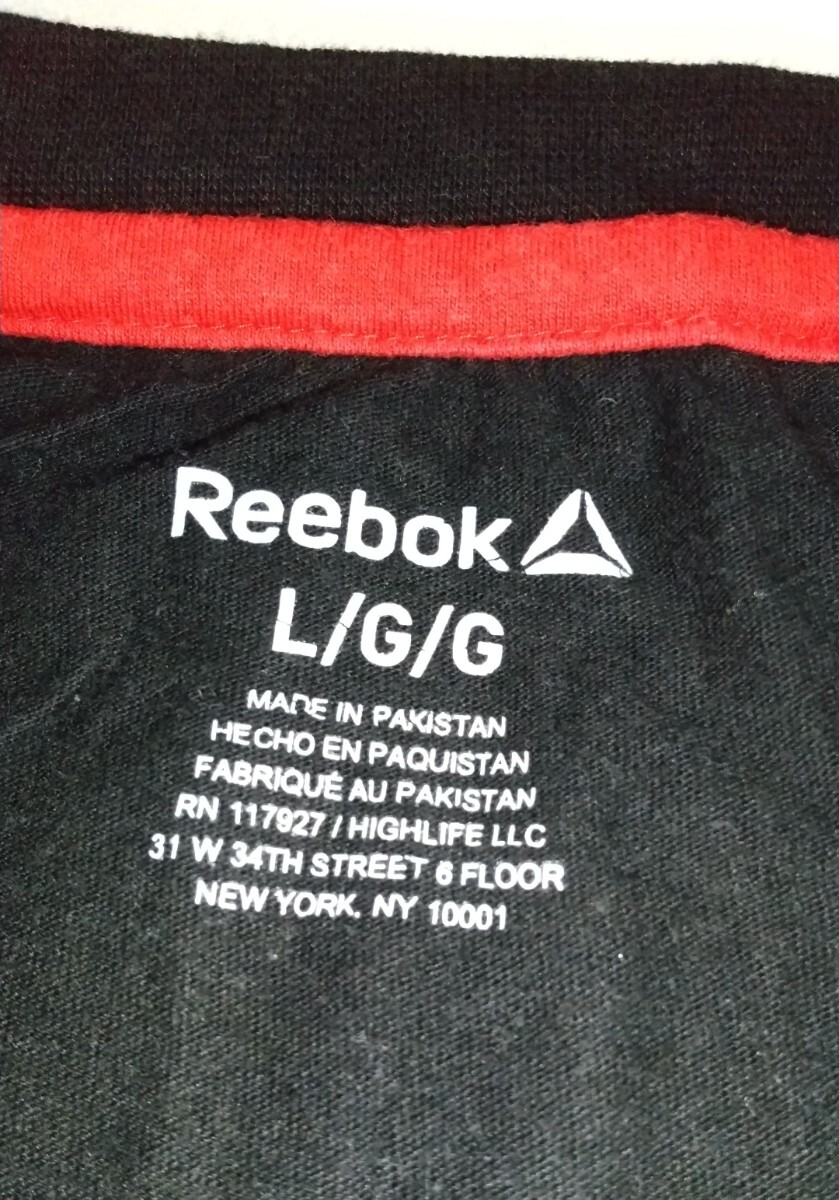 Reebok
L/G/G
MADE IN PAKISTAN
HECHO EN PAQUISTAN
FABRIQUÉ AU PAKISTAN
RN 117927 / HIGHLIFE LLC
31 W 34TH STREET 6 FLOOR
NEW YORK. NY 10001